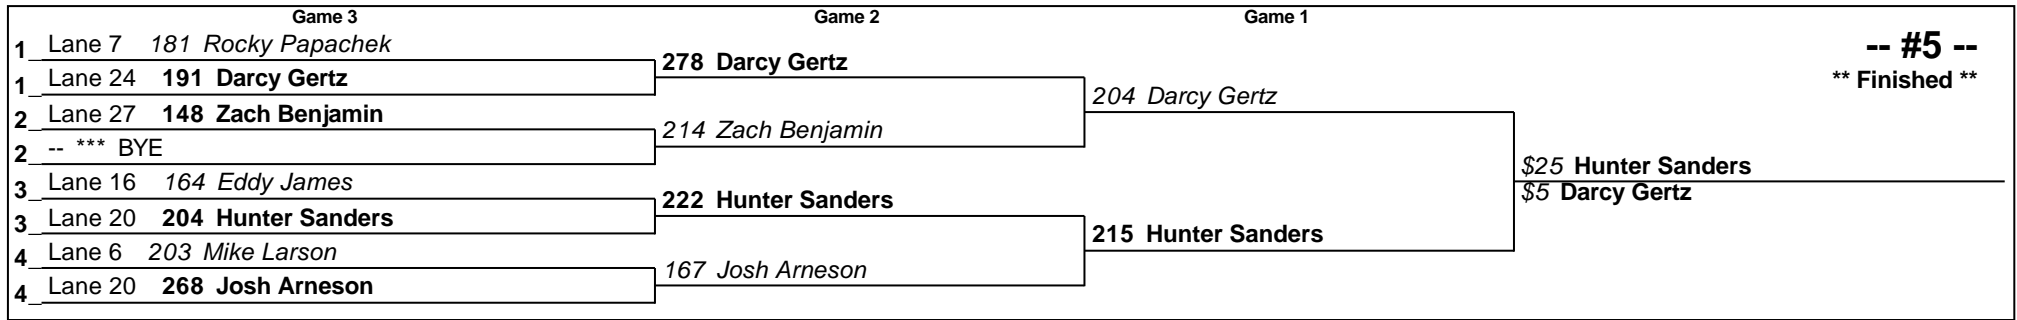 Game 3 Game 2 Game 1
1 Lane 7 181 Rocky Papachek
1 Lane 24 191 Darcy Gertz
2 Lane 27 148 Zach Benjamin
2 -- *** BYE
3 Lane 16 164 Eddy James
3 Lane 20 204 Hunter Sanders
4 Lane 6 203 Mike Larson
4 Lane 20 268 Josh Arneson
278 Darcy Gertz
214 Zach Benjamin
222 Hunter Sanders
167 Josh Arneson
204 Darcy Gertz
215 Hunter Sanders
$25 Hunter Sanders
$5 Darcy Gertz
-- #5 --
** Finished **